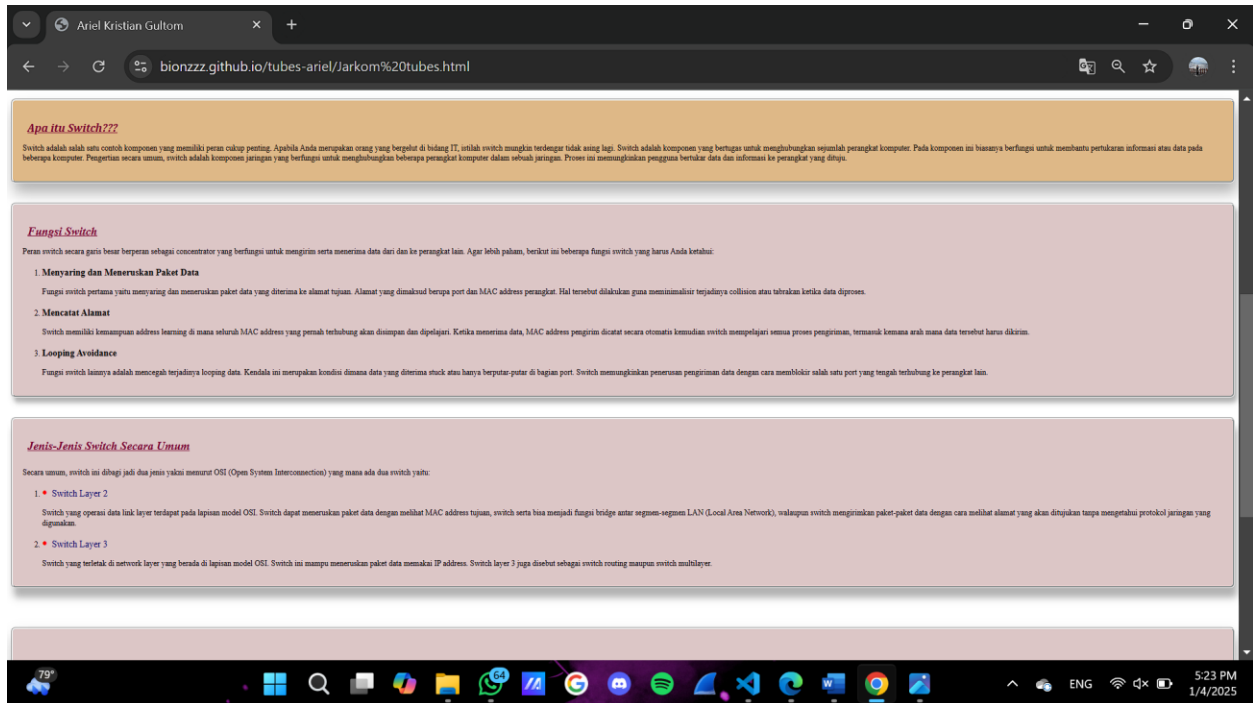 Ariel Kristian Gultom
bionzzz.github.io/tubes-ariel/Jarkom%20tubes.html
Apa itu Switch???
Switch adalah salah satu contoh komponen yang memiliki peran cukup penting. Apabila Anda merupakan orang yang bergelut di bidang IT, istilah switch mungkin terdengar tidak asing lagi. Switch adalah komponen yang bertugas untuk menghubungkan sejumlah perangkat komputer. Pada komponen ini biasanya berfungsi untuk membantu pertukaran informasi atau data pada
beberapa komputer. Pengertian secara umum, switch adalah komponen jaringan yang berfungsi untuk menghubungkan beberapa perangkat komputer dalam sebuah jaringan. Proses ini memungkinkan pengguna bertukar data dan informasi ke perangkat yang dituju.
Fungsi Switch
Peran switch secara garis besar berperan sebagai concentrator yang berfungsi untuk mengirim serta menerima data dari dan ke perangkat lain. Agar lebih paham, berikut ini beberapa fungsi switch yang harus Anda ketahui:
1. Menyaring dan Meneruskan Paket Data
Fungsi switch pertama yaitu menyaring dan meneruskan paket data yang diterima ke alamat tujuan. Alamat yang dimaksud berupa port dan MAC address perangkat. Hal tersebut dilakukan guna meminimalisir terjadinya collision atau tabrakan ketika data diproses.
2. Mencatat Alamat
Switch memiliki kemampuan address learning di mana seluruh MAC address yang pernah terhubung akan disimpan dan dipelajari. Ketika menerima data, MAC address pengirim dicatat secara otomatis kemudian switch mempelajari semua proses pengiriman, termasuk kemana arah mana data tersebut harus dikirim.
3. Looping Avoidance
Fungsi switch lainnya adalah mencegah terjadinya looping data. Kendala ini merupakan kondisi dimana data yang diterima stuck atau hanya berputar-putar di bagian port. Switch memungkinkan penerusan pengiriman data dengan cara memblokir salah satu port yang tengah terhubung ke perangkat lain.
Jenis-Jenis Switch Secara Umum
Secara umum, switch ini dibagi jadi dua jenis yakni menurut OSI (Open System Interconnection) yang mana ada dua switch yaitu:
1. • Switch Layer 2
Switch yang operasi data link layer terdapat pada lapisan model OSI. Switch dapat meneruskan paket data dengan melihat MAC address tujuan, switch serta bisa menjadi fungsi bridge antar segmen-segmen LAN (Local Area Network), walaupun switch mengirimkan paket-paket data dengan cara melihat alamat yang akan ditujukan tanpa mengetahui protokol jaringan yang
digunakan.
2. • Switch Layer 3
Switch yang terletak di network layer yang berada di lapisan model OSI. Switch ini mampu meneruskan paket data memakai IP address. Switch layer 3 juga disebut sebagai switch routing maupun switch multilayer.
79°
64
ENG
5:23 PM
1/4/2025